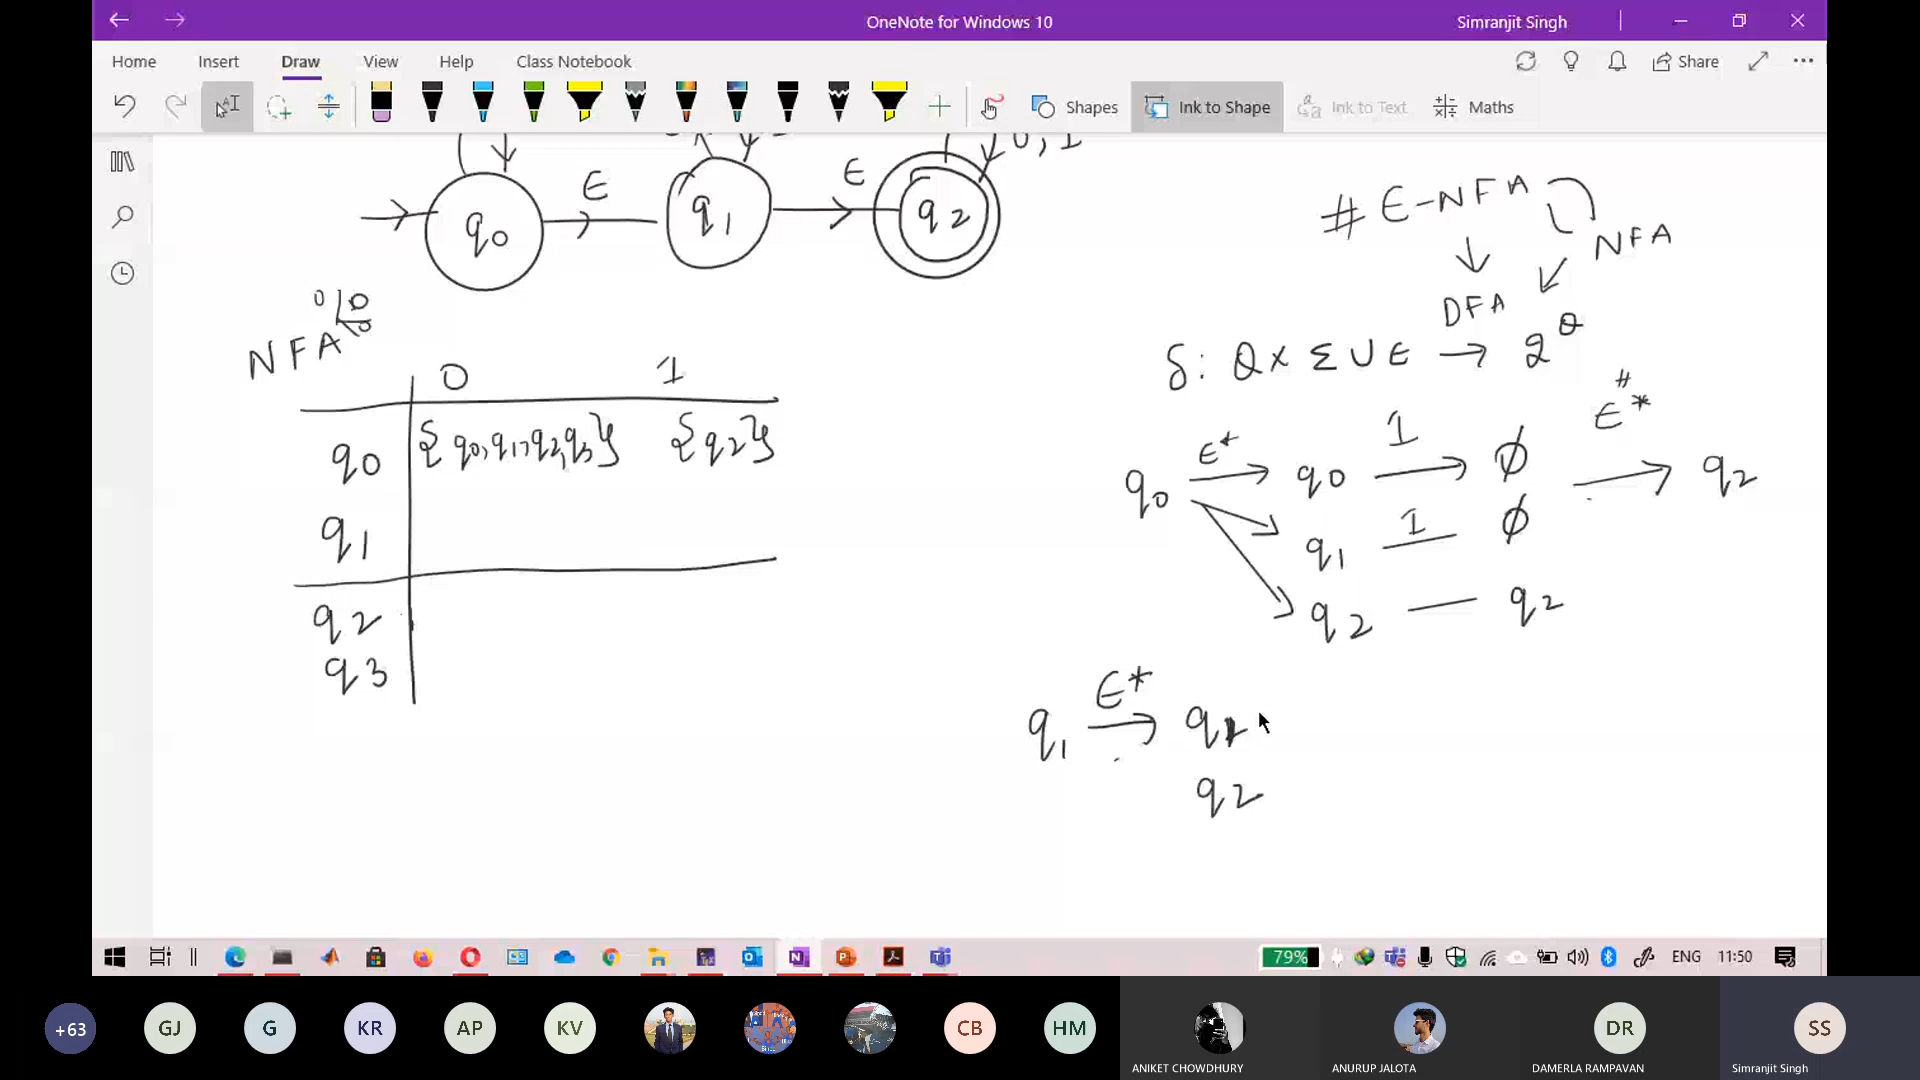 OneNote for Windows 10
Simranjit Singh
Home Insert Draw View Help Class Notebook
Share
Shapes Ink to Shape Ink to Text Maths
0, 1
q0 ϵ q1 ϵ q2
# ϵ-NFA
NFA
DFA
NFA
δ: Q X Σ U ϵ → 2^Q
0 1
q0 {q0,q1,q2,q3} {q2}
q1
q2
q3
q0 ϵ* → q0 1 → ϕ ϵ* → q2
#
q1 1 — ϕ
q2 — q2
q1 ϵ* → q1
q2
79%
ENG 11:50
+63 GJ G KR AP KV CB HM DR SS
ANIKET CHOWDHURY ANURUP JALOTA DAMERLA RAMPAVAN Simranjit Singh